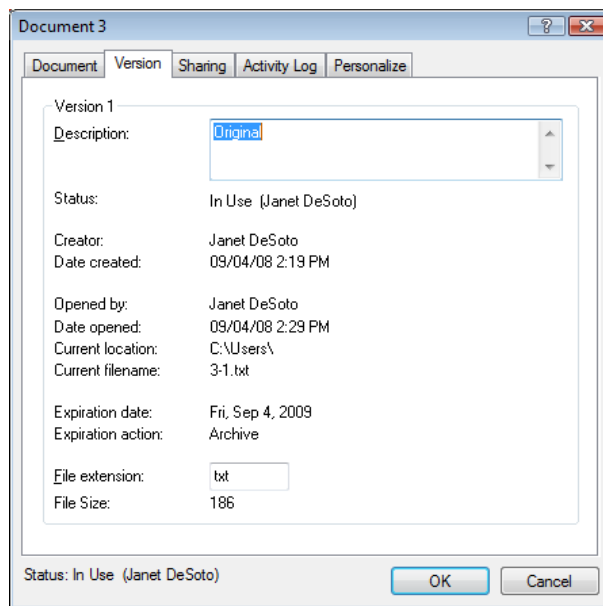 Document 3
?
Document Version Sharing Activity Log Personalize
Version 1
Description: Original
Status: In Use (Janet DeSoto)
Creator: Janet DeSoto
Date created: 09/04/08 2:19 PM
Opened by: Janet DeSoto
Date opened: 09/04/08 2:29 PM
Current location: C:\Users\
Current filename: 3-1.txt
Expiration date: Fri, Sep 4, 2009
Expiration action: Archive
File extension: txt
File Size: 186
Status: In Use (Janet DeSoto) OK Cancel